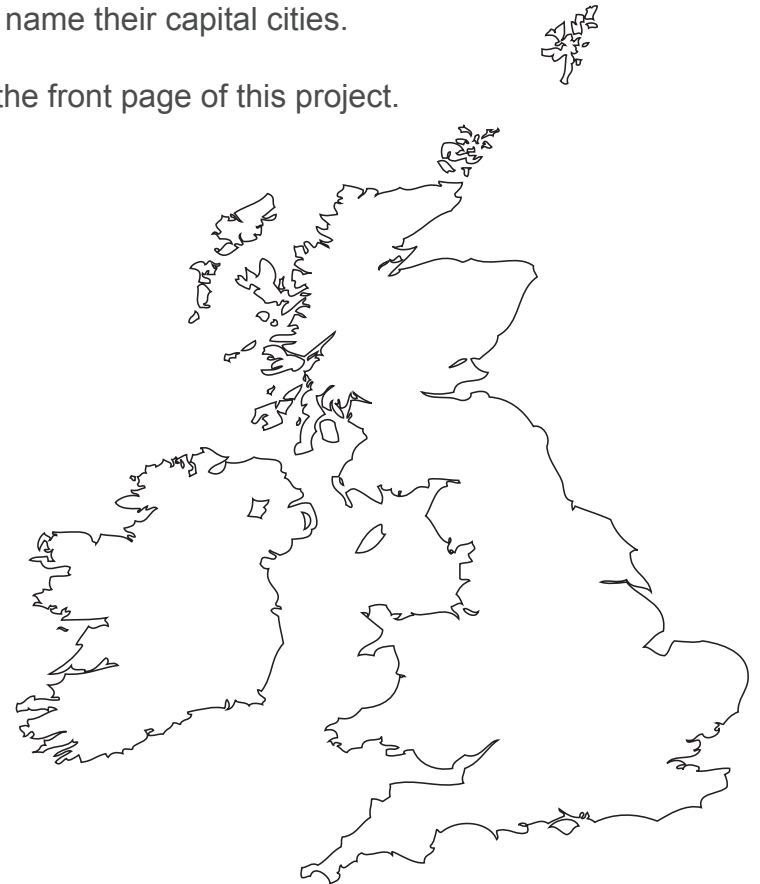 name their capital cities.
the front page of this project.